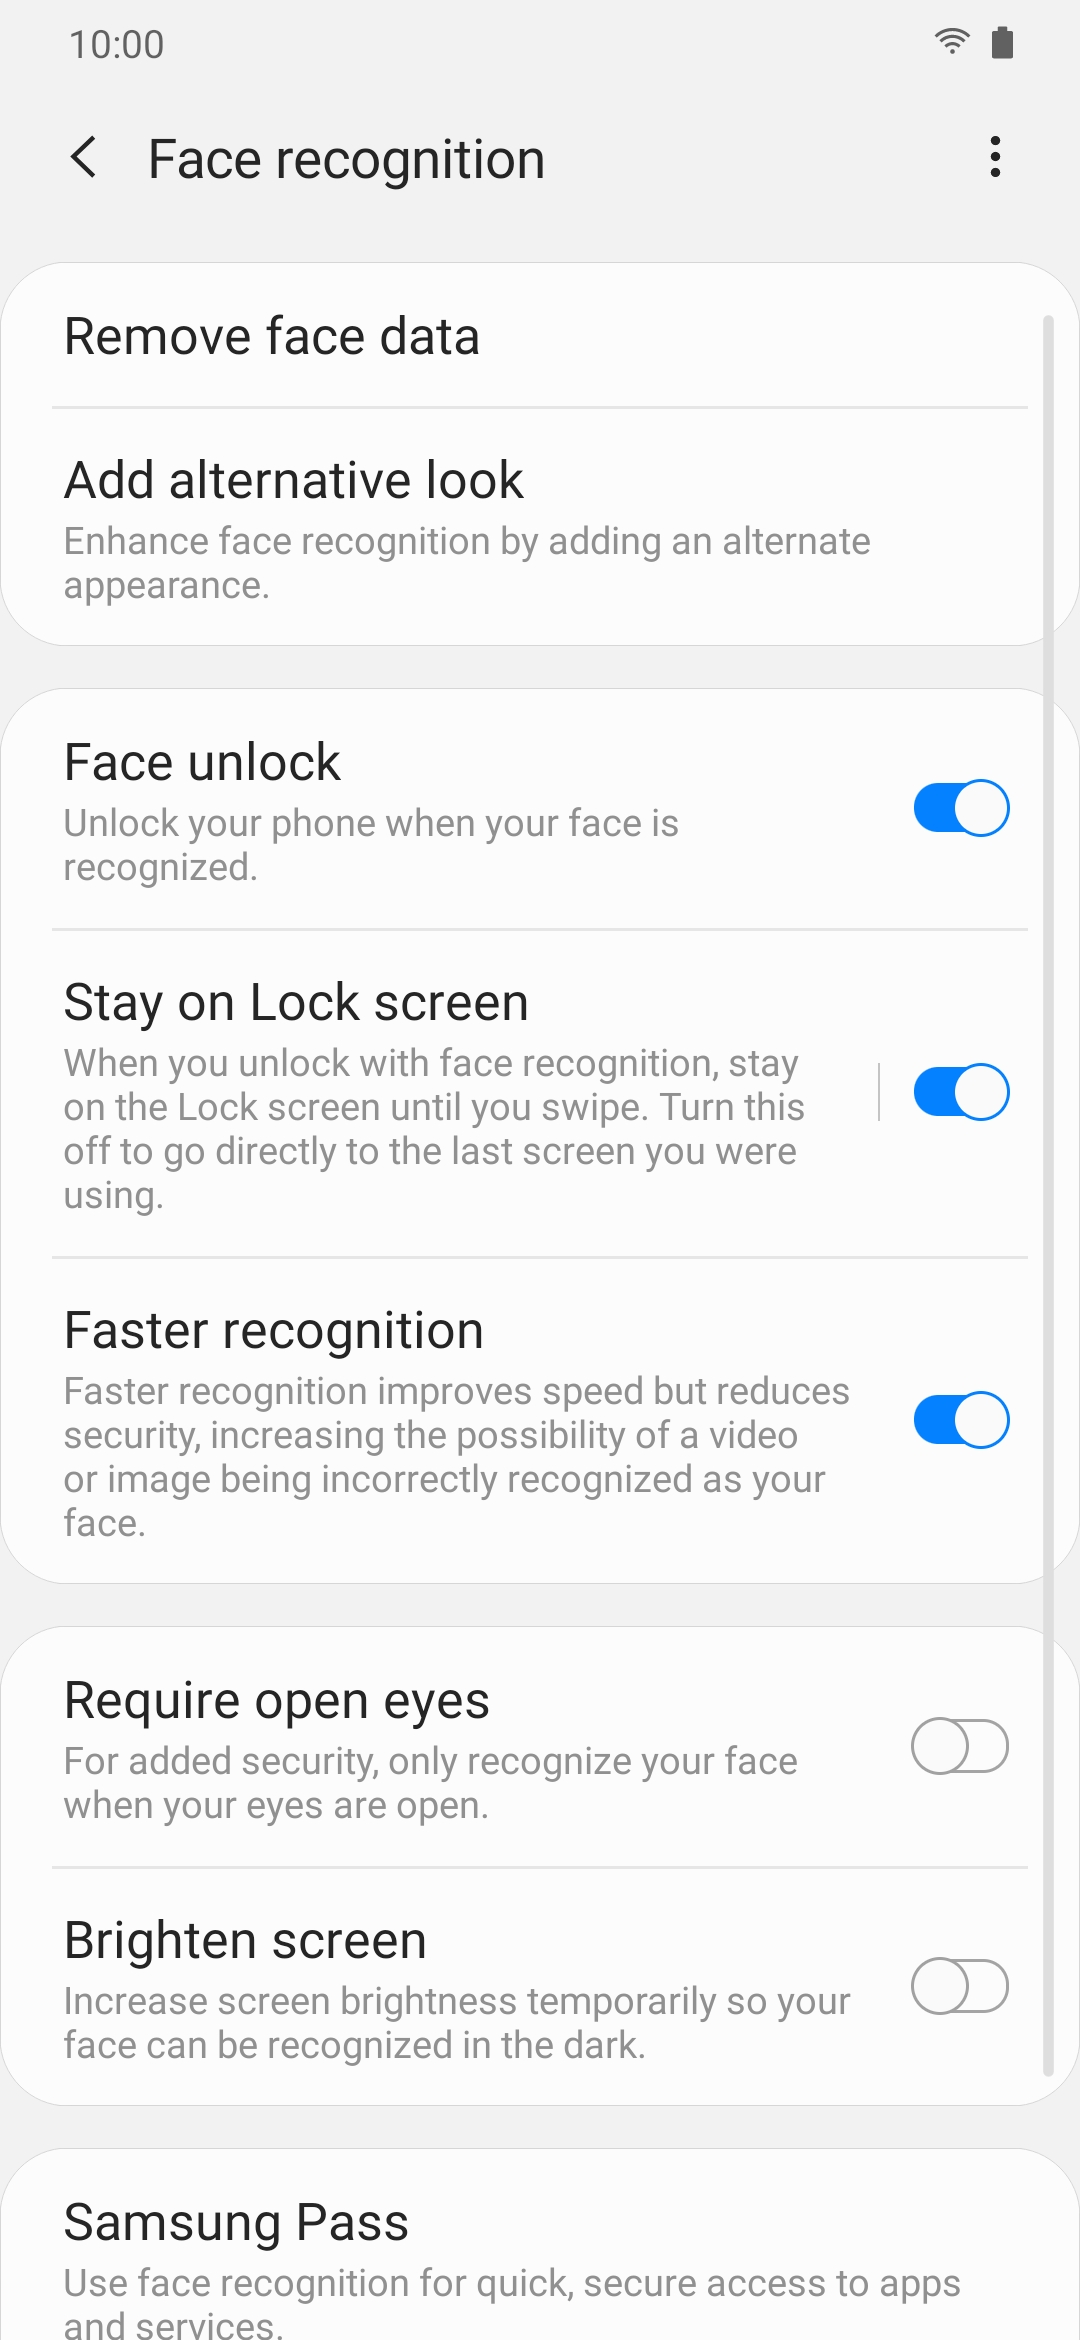 10:00
Face recognition
Remove face data
Add alternative look
Enhance face recognition by adding an alternate
appearance.
Face unlock
Unlock your phone when your face is
recognized.
Stay on Lock screen
When you unlock with face recognition, stay
on the Lock screen until you swipe. Turn this
off to go directly to the last screen you were
using.
Faster recognition
Faster recognition improves speed but reduces
security, increasing the possibility of a video
or image being incorrectly recognized as your
face.
Require open eyes
For added security, only recognize your face
when your eyes are open.
Brighten screen
Increase screen brightness temporarily so your
face can be recognized in the dark.
Samsung Pass
Use face recognition for quick, secure access to apps
and services.